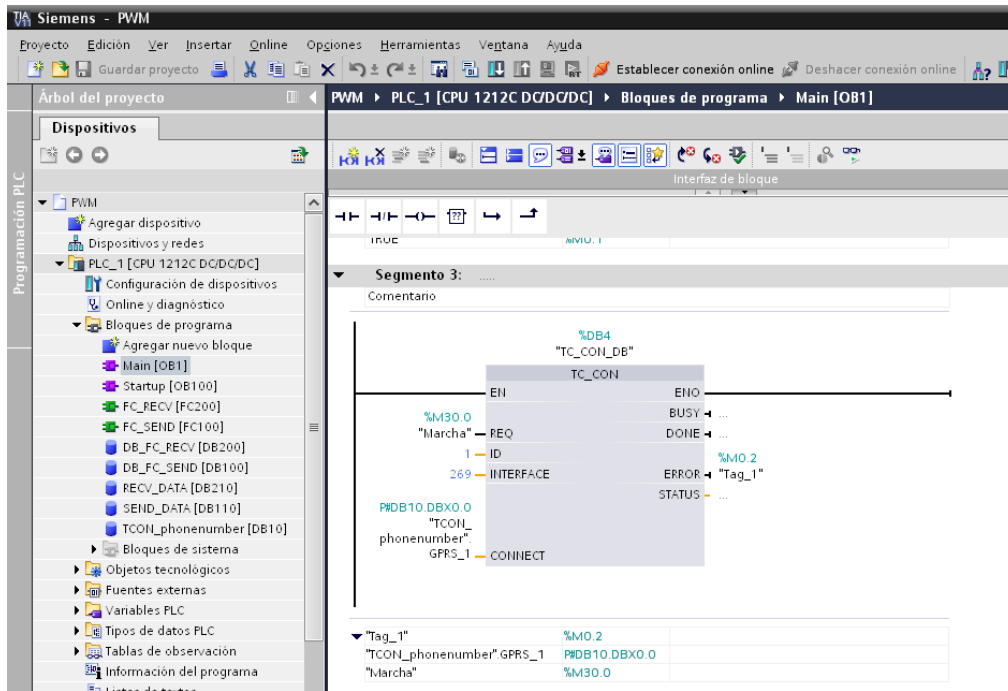 Siemens - PWM
Proyecto Edición Ver Insertar Online Opciones Herramientas Ventana Ayuda
Guardar proyecto Establecer conexión online Deshacer conexión online
Árbol del proyecto
PWM PLC_1 [CPU 1212C DC/DC/DC] Bloques de programa Main [OB1]
Dispositivos
Interfaz de bloque
Programación PLC
PWM
Agregar dispositivo
Dispositivos y redes
PLC_1 [CPU 1212C DC/DC/DC]
Configuración de dispositivos
Online y diagnóstico
Bloques de programa
Agregar nuevo bloque
Main [OB1]
Startup [OB100]
FC_RECV [FC200]
FC_SEND [FC100]
DB_FC_RECV [DB200]
DB_FC_SEND [DB100]
RECV_DATA [DB210]
SEND_DATA [DB110]
TCON_phonenumber [DB10]
Bloques de sistema
Objetos tecnológicos
Fuentes externas
Variables PLC
Tipos de datos PLC
Tablas de observación
Información del programa
Listas de textos
??
TRUE %M0.1
Segmento 3: .....
Comentario
%DB4
"TC_CON_DB"
TC_CON
EN ENO
BUSY ...
%M30.0
"Marcha" REQ DONE ...
1 ID
%M0.2
269 INTERFACE ERROR "Tag_1"
STATUS ...
P#DB10.DBX0.0
"TCON_
phonenumber".
GPRS_1 CONNECT
"Tag_1" %M0.2
"TCON_phonenumber".GPRS_1 P#DB10.DBX0.0
"Marcha" %M30.0